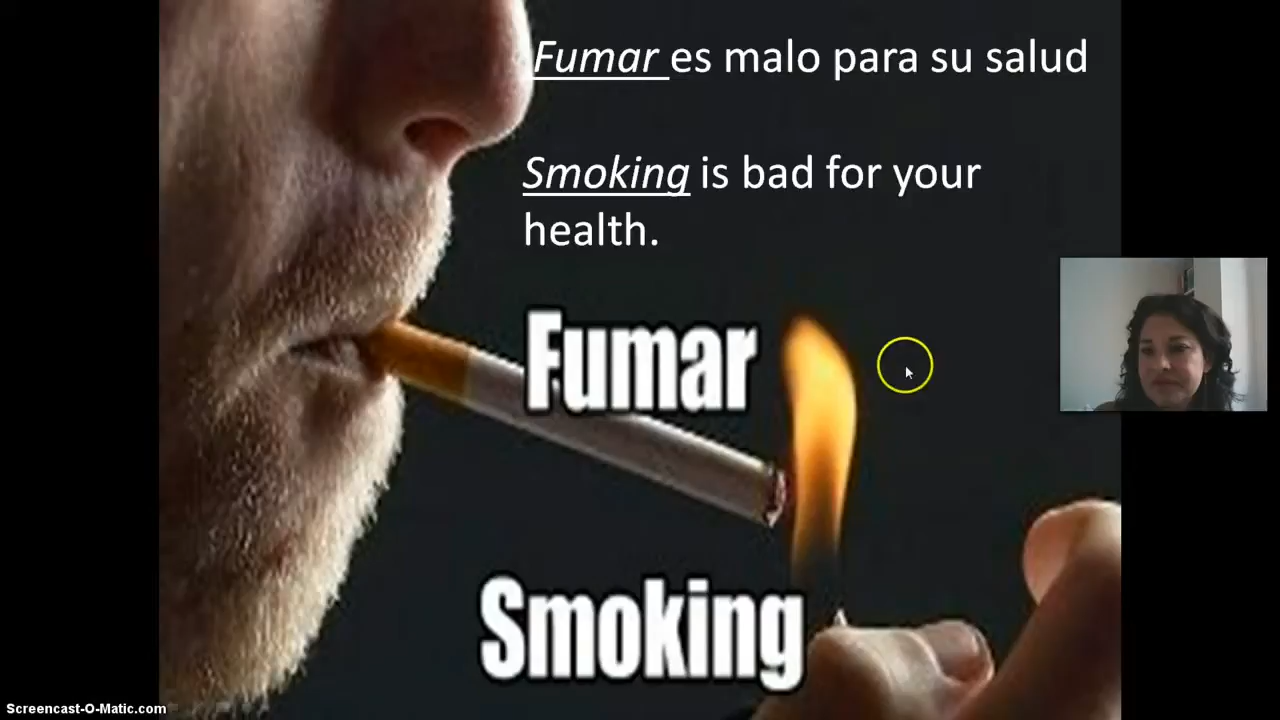 Fumar es malo para su salud
Smoking is bad for your
health.
Fumar
Smoking
Screencast-O-Matic.com